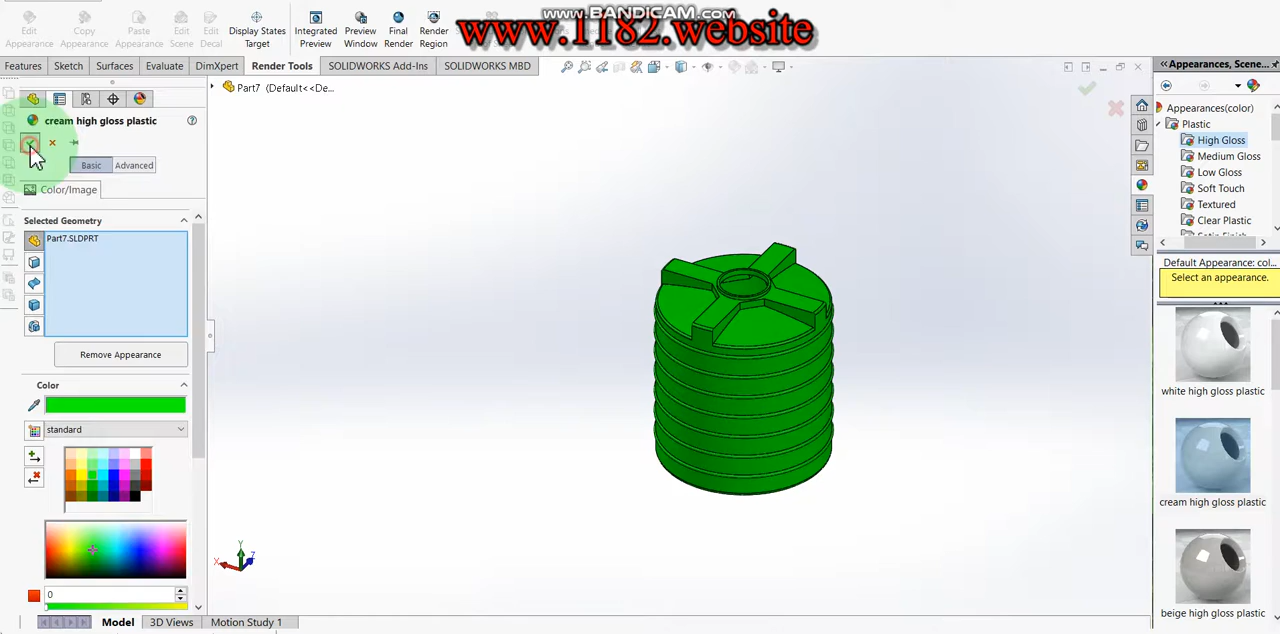 www.BANDICAM.com
www.1182.website
Edit Appearance
Copy Appearance
Paste Appearance
Edit Scene
Edit Decal
Display States Target
Integrated Preview
Preview Window
Final Render
Render Region
Features
Sketch
Surfaces
Evaluate
DimXpert
Render Tools
SOLIDWORKS Add-Ins
SOLIDWORKS MBD
Part7 (Default<<De...
cream high gloss plastic
Basic
Advanced
Color/Image
Selected Geometry
Part7.SLDPRT
Remove Appearance
Color
standard
0
Y
X
Z
Model
3D Views
Motion Study 1
Appearances, Scene...
Appearances(color)
Plastic
High Gloss
Medium Gloss
Low Gloss
Soft Touch
Textured
Clear Plastic
Satin Finish
Default Appearance: col...
Select an appearance.
white high gloss plastic
cream high gloss plastic
beige high gloss plastic